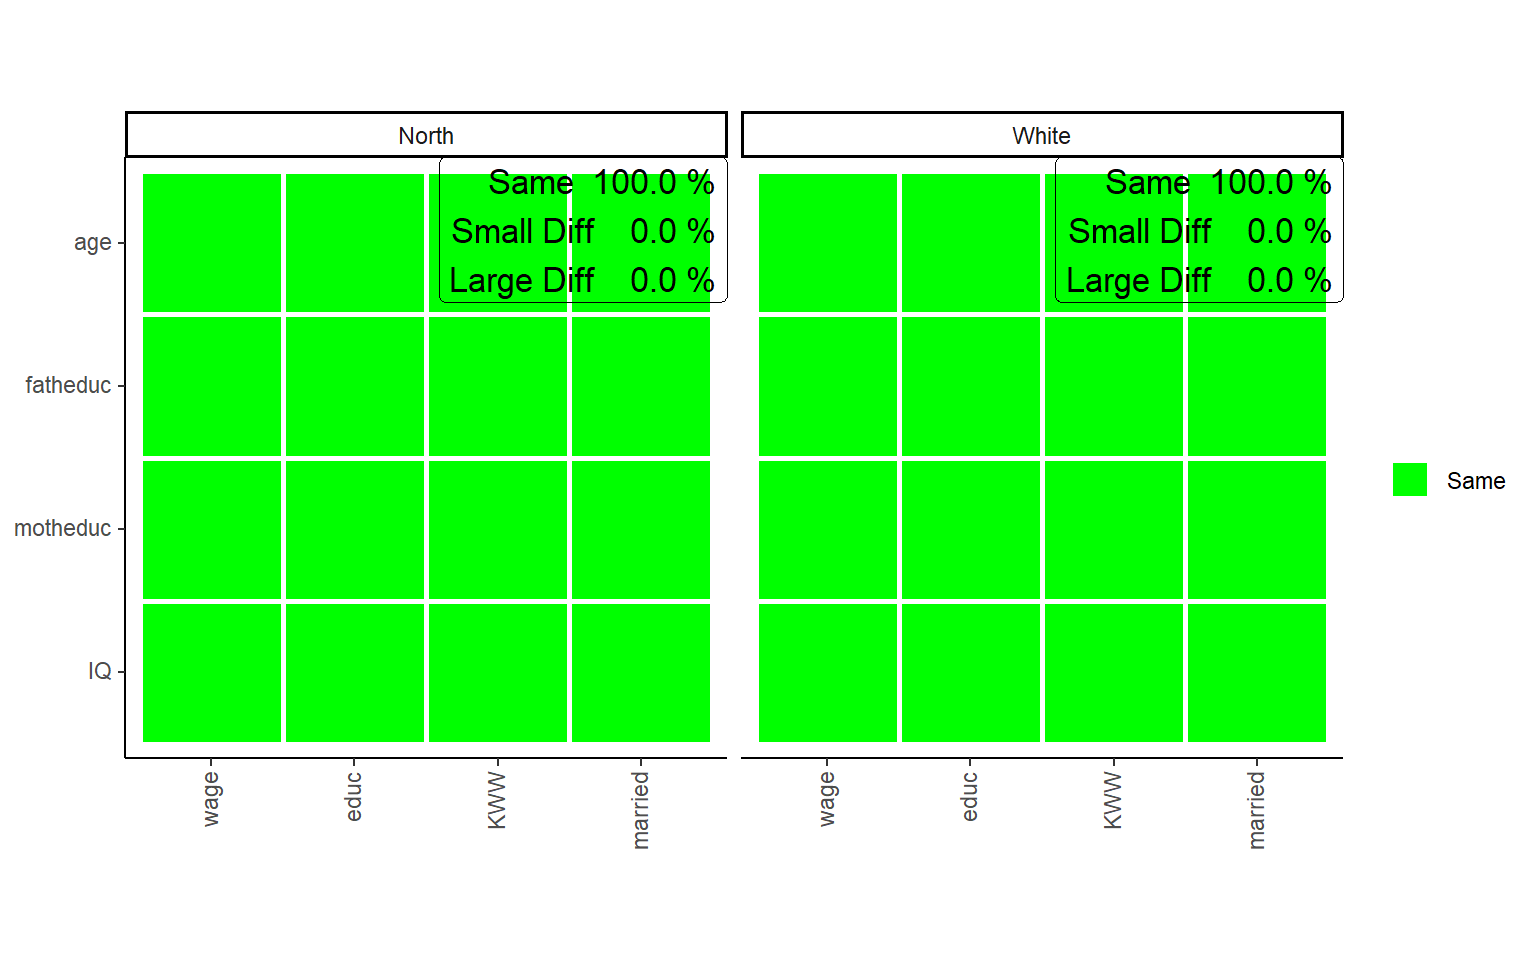 North
White
Same 100.0 %
Small Diff 0.0 %
Large Diff 0.0 %
Same 100.0 %
Small Diff 0.0 %
Large Diff 0.0 %
age
fatheduc
motheduc
IQ
wage
educ
KWW
married
wage
educ
KWW
married
Same